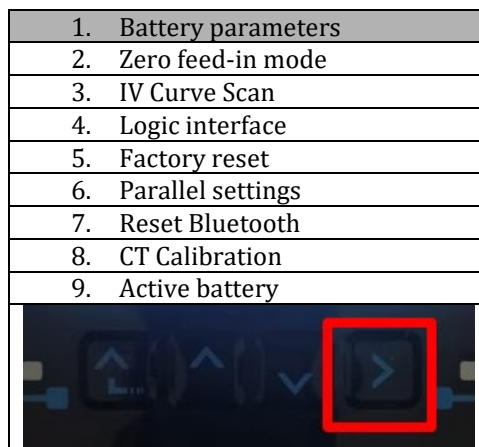 1. Battery parameters
2. Zero feed-in mode
3. IV Curve Scan
4. Logic interface
5. Factory reset
6. Parallel settings
7. Reset Bluetooth
8. CT Calibration
9. Active battery